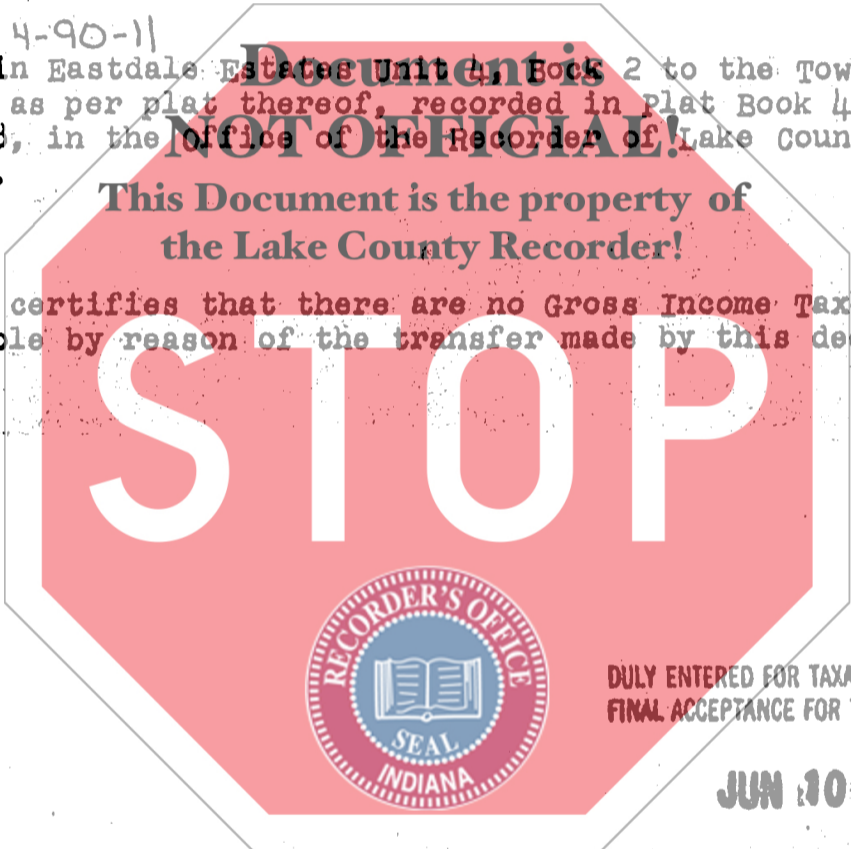 4-90-11
in Eastdale Estates Unit 4, Bock 2 to the Tow
as per plat thereof, recorded in Plat Book 4
, in the Office of the Recorder of Lake Coun
Document is
NOT OFFICIAL!
This Document is the property of
the Lake County Recorder!
certifies that there are no Gross Income Tax
le by reason of the transfer made by this de
STOP
RECORDER'S OFFICE
SEAL
INDIANA
DULY ENTERED FOR TAXA
FINAL ACCEPTANCE FOR
JUN 10